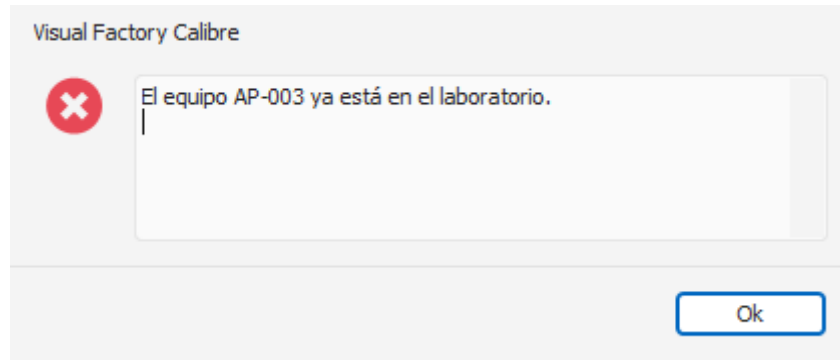 Visual Factory Calibre
El equipo AP-003 ya está en el laboratorio.
Ok